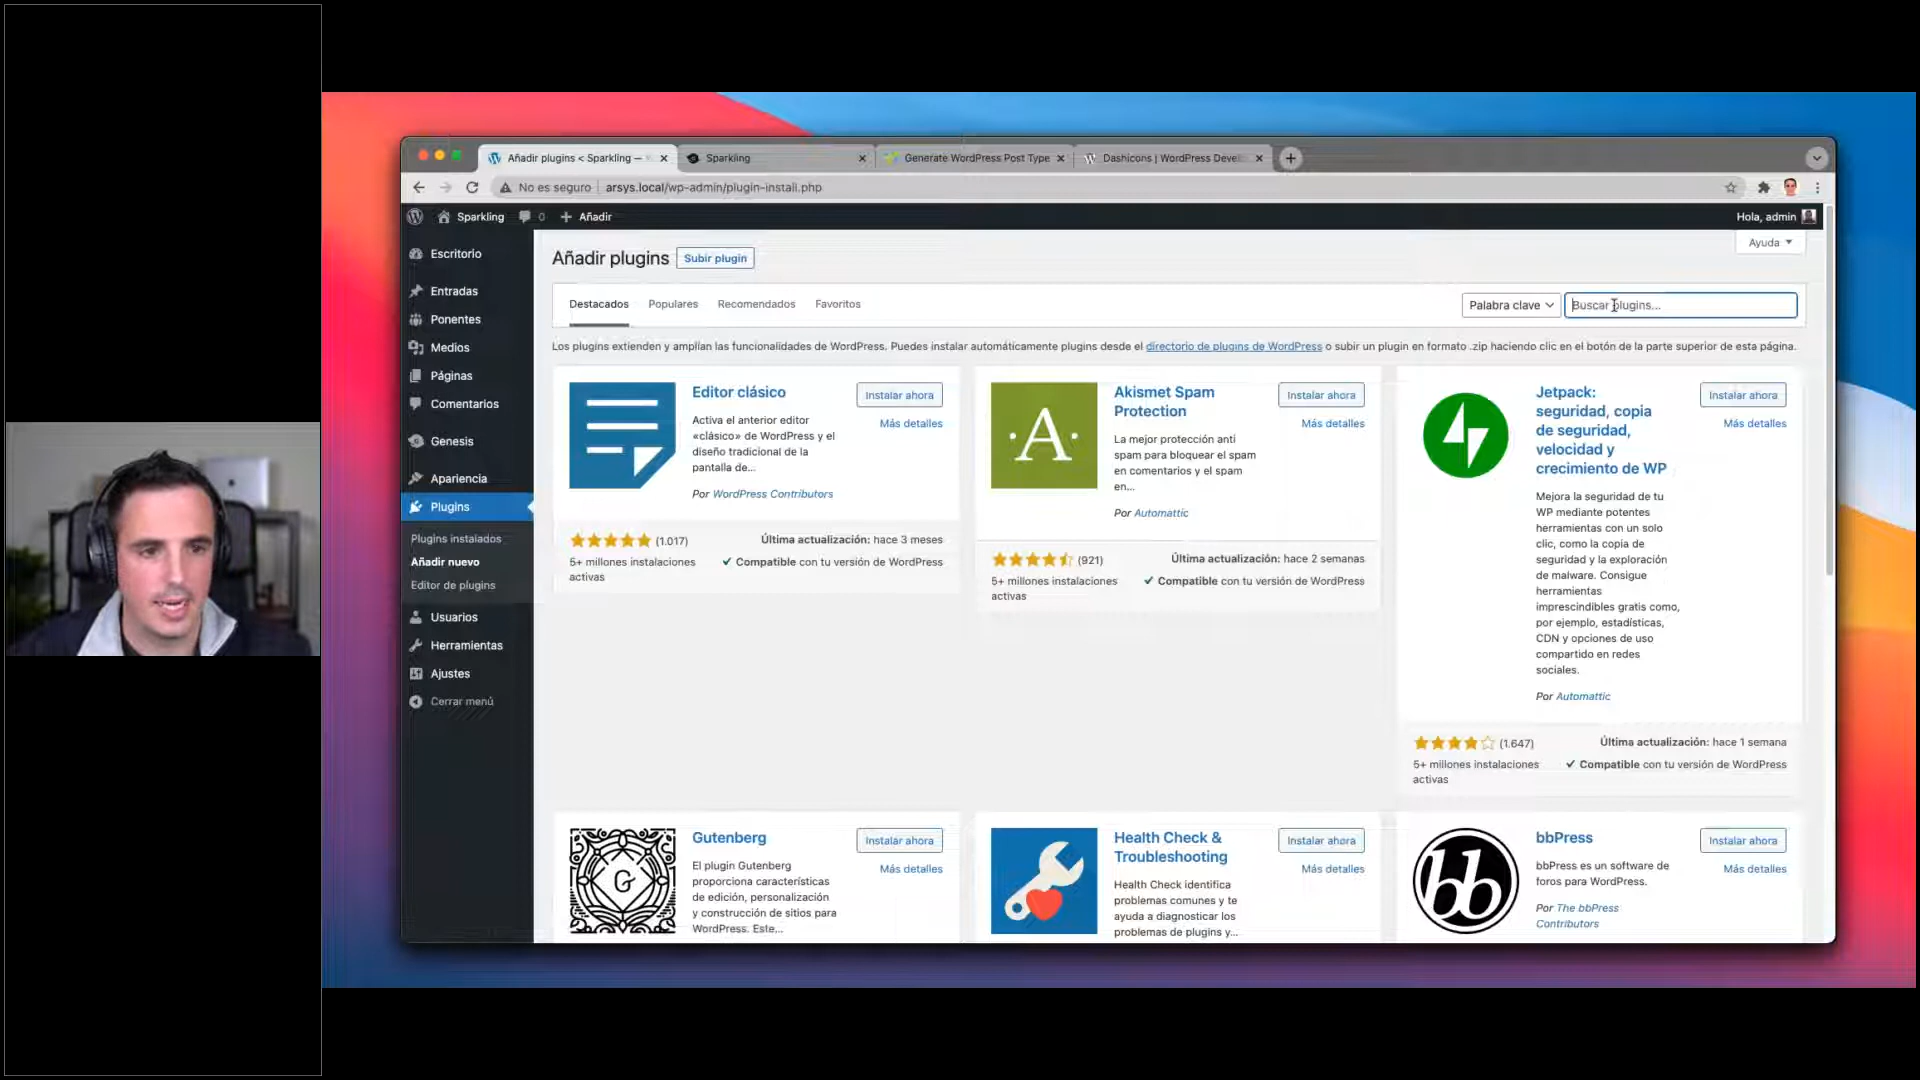 Añadir plugins < Sparkling —
Sparkling
Generate WordPress Post Type
Dashicons | WordPress Deve
No es seguro
arsys.local/wp-admin/plugin-install.php
Sparkling
0
+ Añadir
Hola, admin
Escritorio
Entradas
Ponentes
Medios
Páginas
Comentarios
Genesis
Apariencia
Plugins
Plugins instalados
Añadir nuevo
Editor de plugins
Usuarios
Herramientas
Ajustes
Cerrar menú
Ayuda
Añadir plugins
Subir plugin
Destacados
Populares
Recomendados
Favoritos
Palabra clave
Buscar plugins...
Los plugins extienden y amplían las funcionalidades de WordPress. Puedes instalar automáticamente plugins desde el directorio de plugins de WordPress o subir un plugin en formato .zip haciendo clic en el botón de la parte superior de esta página.
Editor clásico
Instalar ahora
Más detalles
Activa el anterior editor
«clásico» de WordPress y el
diseño tradicional de la
pantalla de...
Por WordPress Contributors
(1.017)
5+ millones instalaciones
activas
Última actualización: hace 3 meses
Compatible con tu versión de WordPress
A
Akismet Spam
Protection
Instalar ahora
Más detalles
La mejor protección anti
spam para bloquear el spam
en comentarios y el spam
en...
Por Automattic
(921)
5+ millones instalaciones
activas
Última actualización: hace 2 semanas
Compatible con tu versión de WordPress
Jetpack:
seguridad, copia
de seguridad,
velocidad y
crecimiento de WP
Instalar ahora
Más detalles
Mejora la seguridad de tu
WP mediante potentes
herramientas con un solo
clic, como la copia de
seguridad y la exploración
de malware. Consigue
herramientas
imprescindibles gratis como,
por ejemplo, estadísticas,
CDN y opciones de uso
compartido en redes
sociales.
Por Automattic
(1.647)
5+ millones instalaciones
activas
Última actualización: hace 1 semana
Compatible con tu versión de WordPress
G
Gutenberg
Instalar ahora
Más detalles
El plugin Gutenberg
proporciona características
de edición, personalización
y construcción de sitios para
WordPress. Este...
Health Check &
Troubleshooting
Instalar ahora
Más detalles
Health Check identifica
problemas comunes y te
ayuda a diagnosticar los
problemas de plugins y...
bb
bbPress
Instalar ahora
Más detalles
bbPress es un software de
foros para WordPress.
Por The bbPress
Contributors